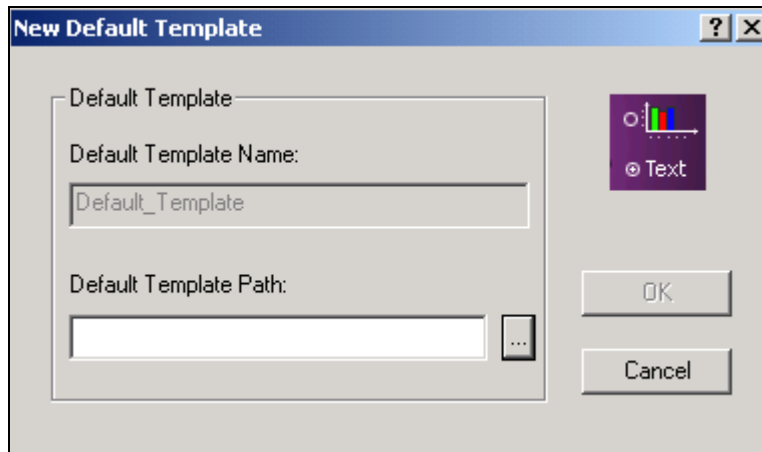 New Default Template
Default Template
Default Template Name:
Default_Template
Default Template Path:
...
Text
OK
Cancel